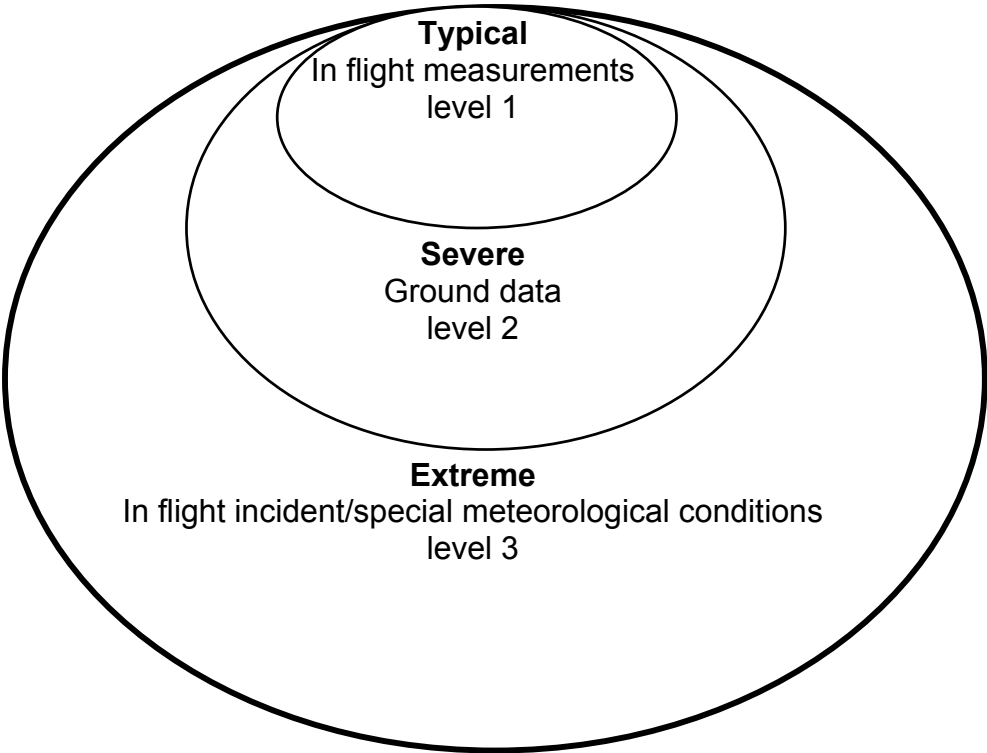 Typical
In flight measurements
level 1
Severe
Ground data
level 2
Extreme
In flight incident/special meteorological conditions
level 3